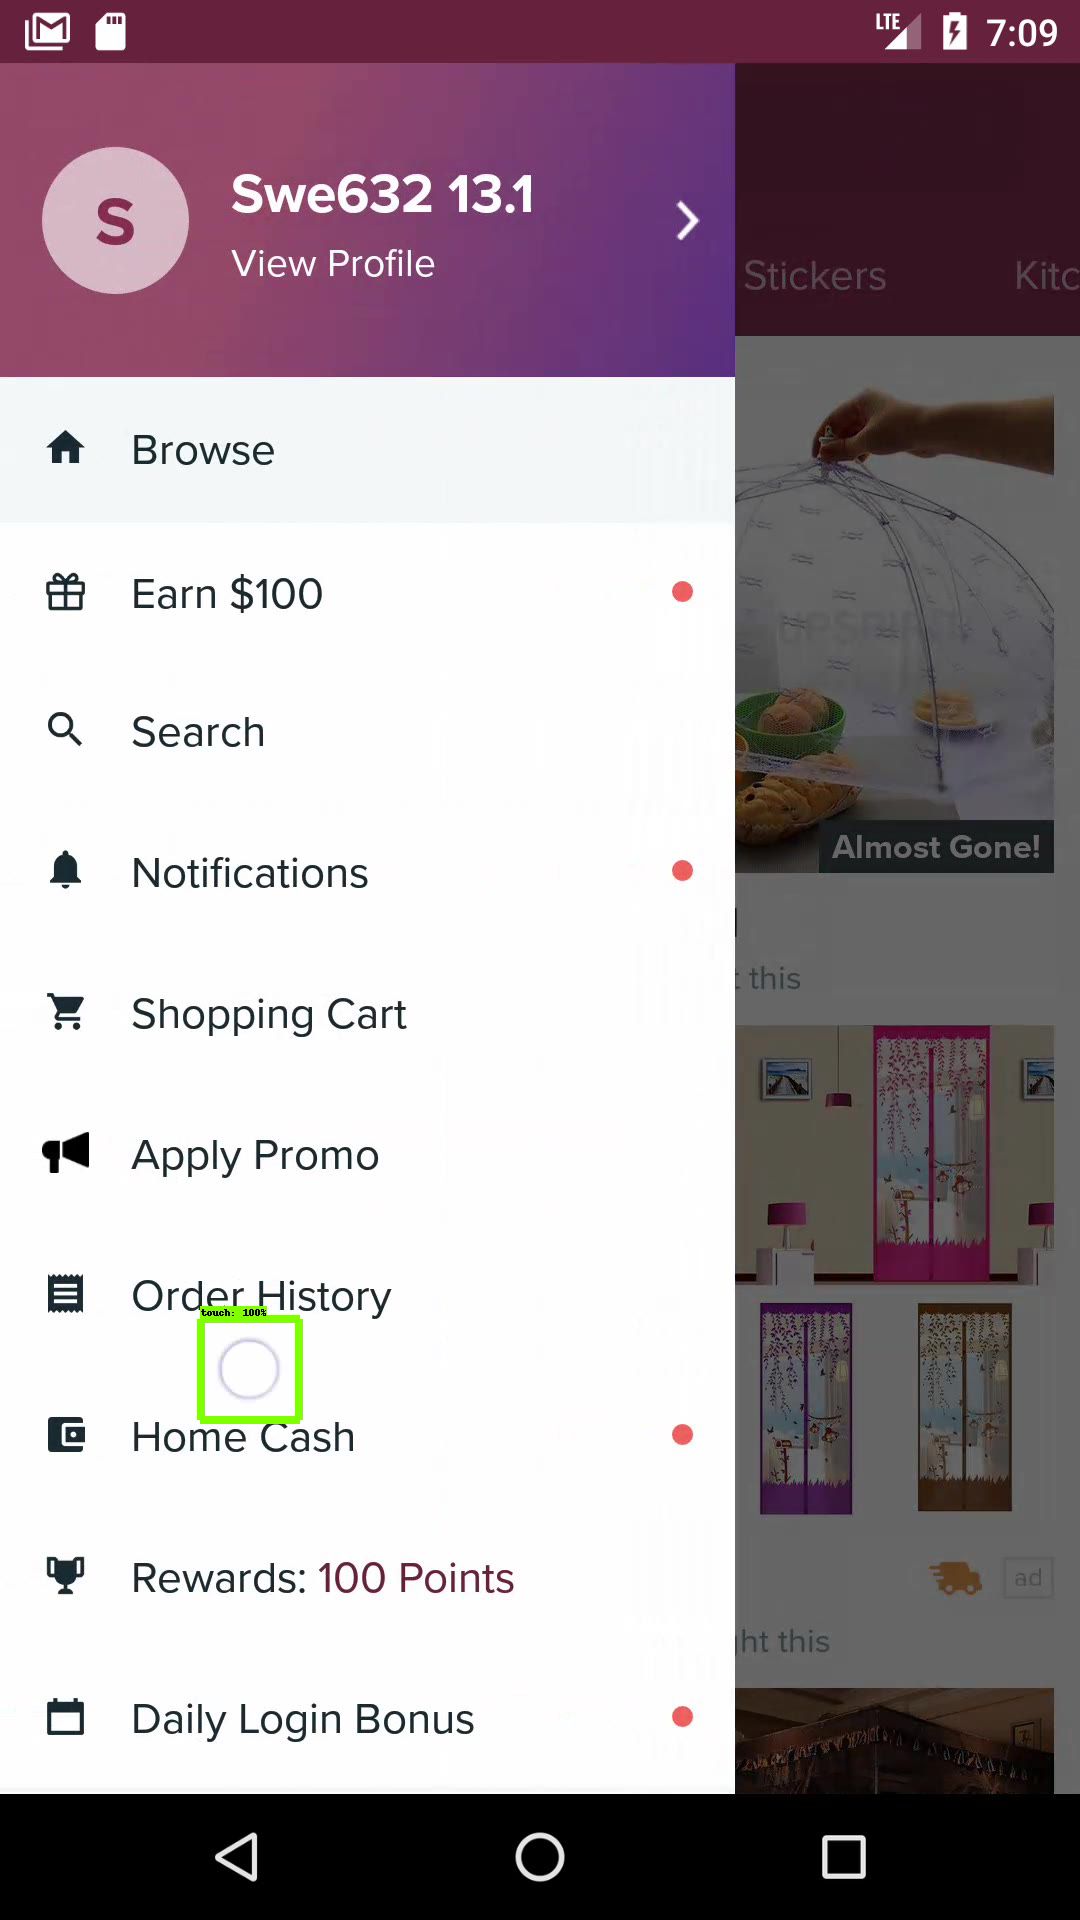 LTE 7:09
S
Swe632 13.1
View Profile
Stickers
Kitc
Browse
Earn $100
Search
Notifications
Almost Gone!
t this
Shopping Cart
Apply Promo
Order History
touch: 100%
Home Cash
Rewards: 100 Points
ad
ht this
Daily Login Bonus